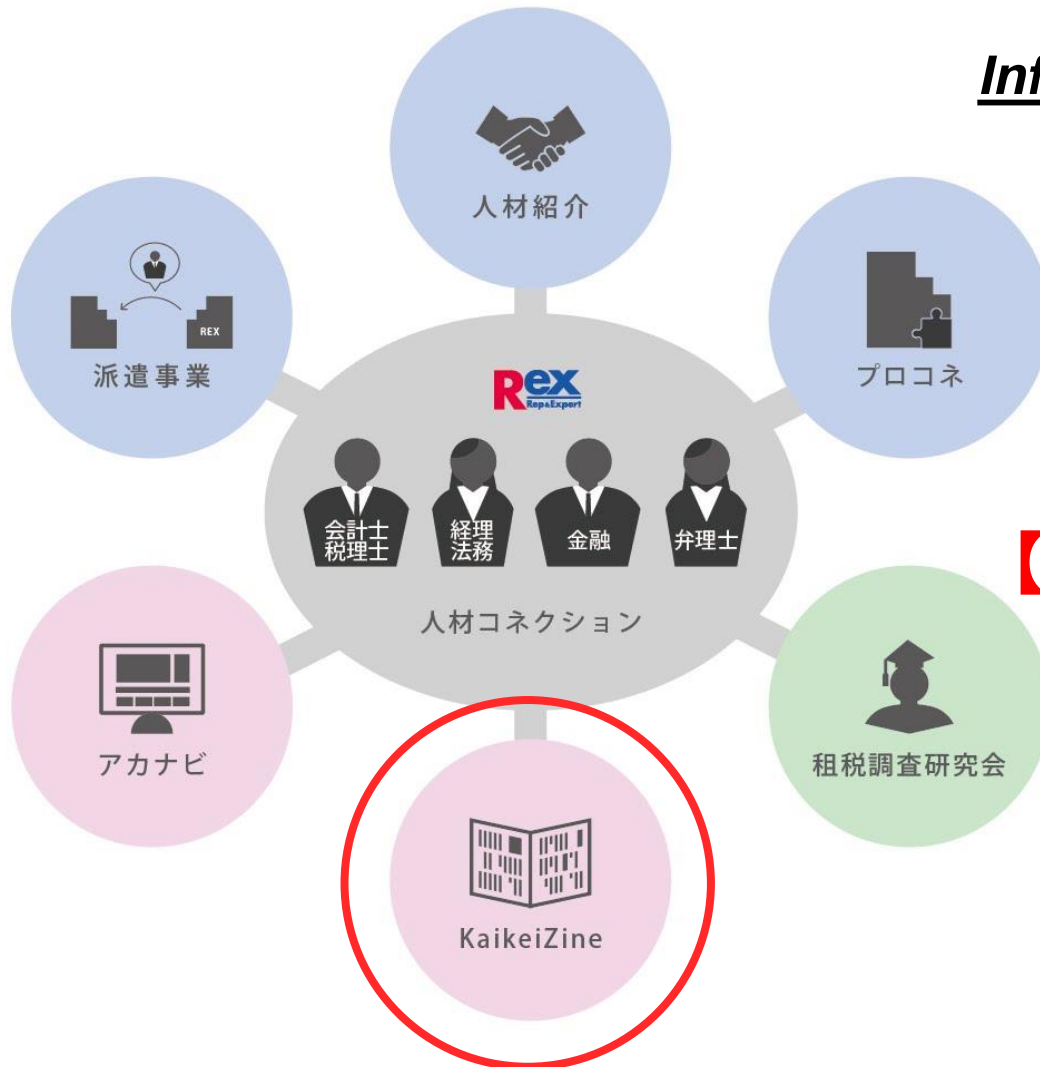 Inf
人材紹介
REX
派遣事業
プロコネ
Rex
Rep&Expert
会計士
税理士
経理
法務
金融
弁理士
人材コネクション
【
アカナビ
租税調査研究会
KaikeiZine